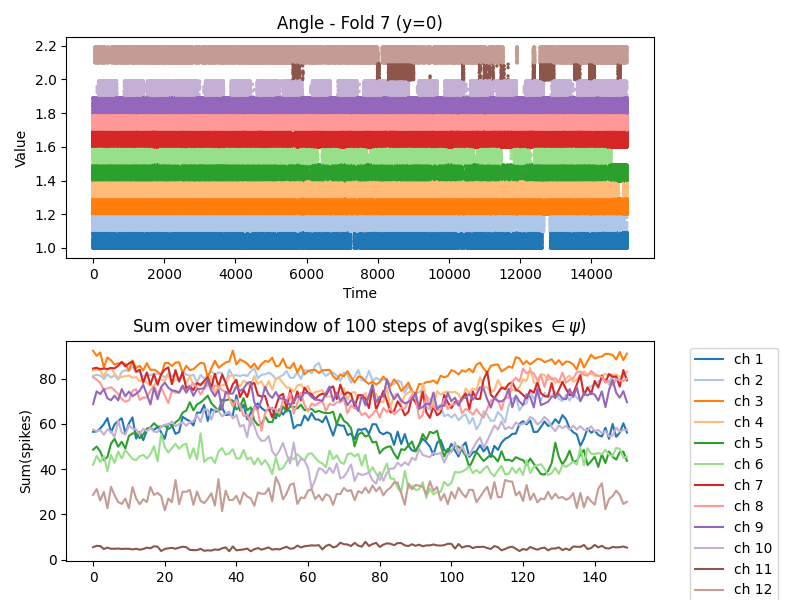 Angle - Fold 7 (y=0)
2.2
2.0
1.8
1.6
1.4
1.2
1.0
Value
0 2000 4000 6000 8000 10000 12000 14000
Time
Sum over timewindow of 100 steps of avg(spikes ∈ ψ)
80
60
40
20
0
Sum(spikes)
0 20 40 60 80 100 120 140
ch 1
ch 2
ch 3
ch 4
ch 5
ch 6
ch 7
ch 8
ch 9
ch 10
ch 11
ch 12